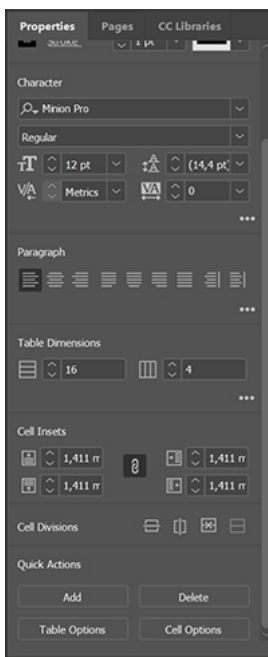 Properties Pages CC Libraries
Stroke 1 pt
Character
Minion Pro
Regular
12 pt (14,4 pt)
Metrics 0
Paragraph
Table Dimensions
16 4
Cell Insets
1,411 1,411
1,411 1,411
Cell Divisions
Quick Actions
Add Delete
Table Options Cell Options